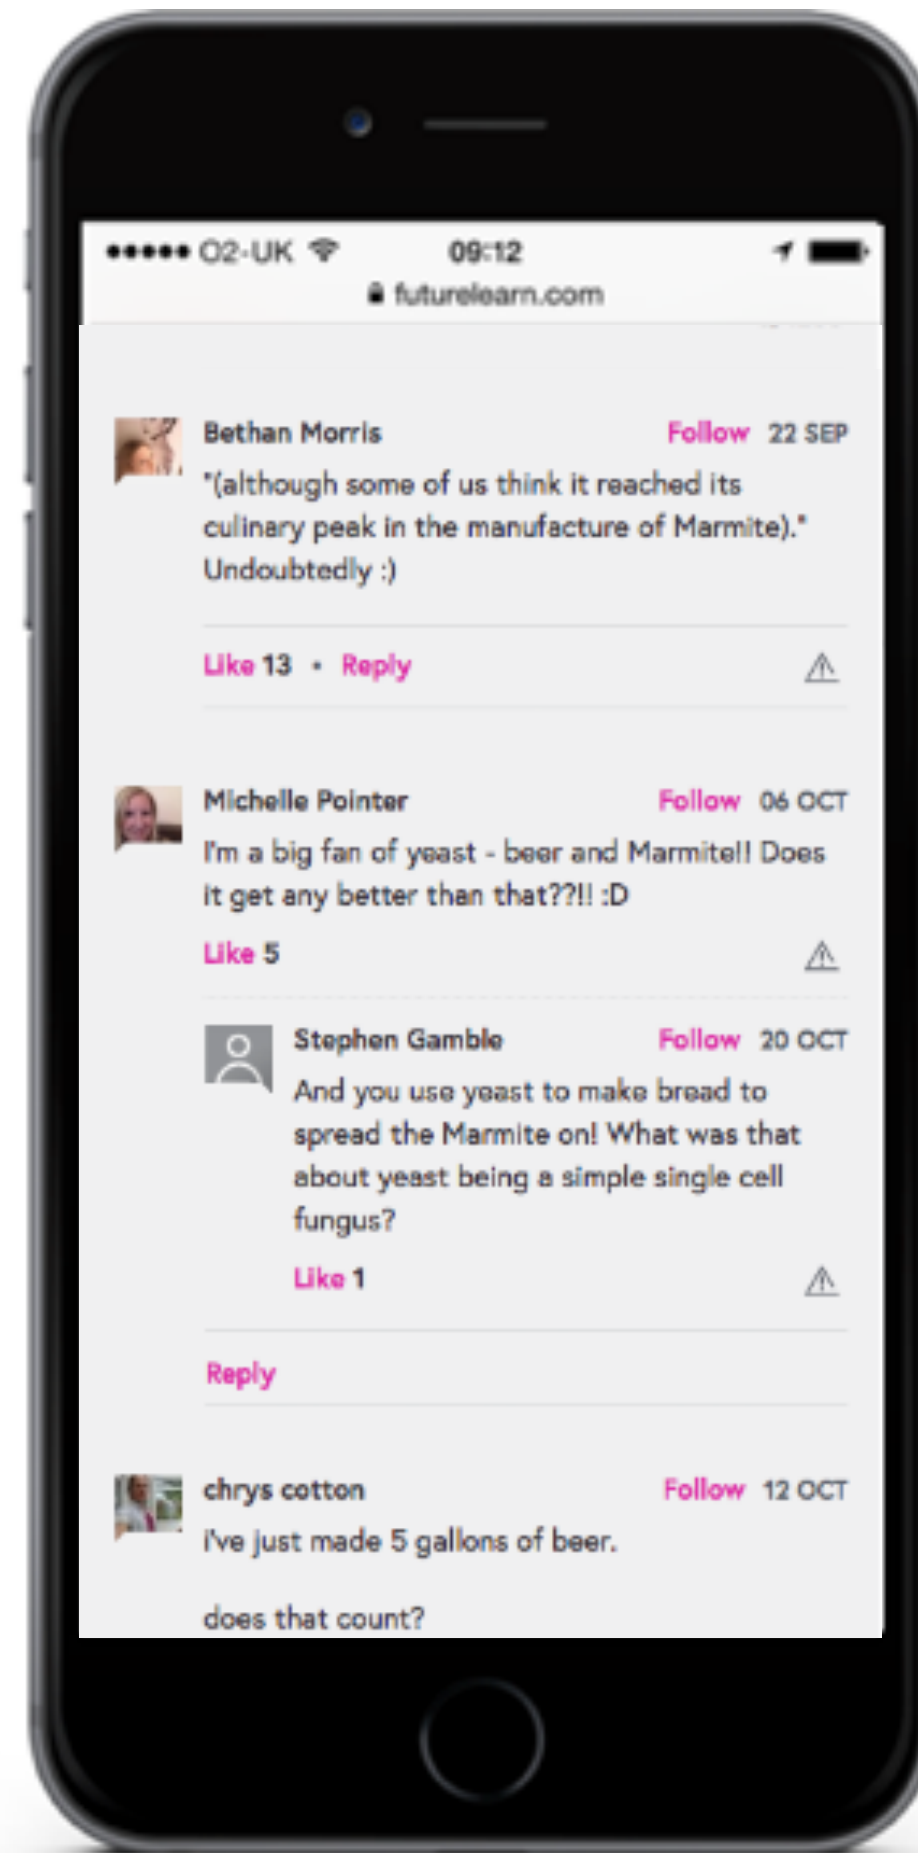 O2-UK 09:12
futurelearn.com
Bethan Morris Follow 22 SEP
"(although some of us think it reached its
culinary peak in the manufacture of Marmite)."
Undoubtedly :)
Like 13 • Reply
Michelle Pointer Follow 06 OCT
I'm a big fan of yeast - beer and Marmite!! Does
it get any better than that??!! :D
Like 5
Stephen Gamble Follow 20 OCT
And you use yeast to make bread to
spread the Marmite on! What was that
about yeast being a simple single cell
fungus?
Like 1
Reply
chrys cotton Follow 12 OCT
i've just made 5 gallons of beer.
does that count?